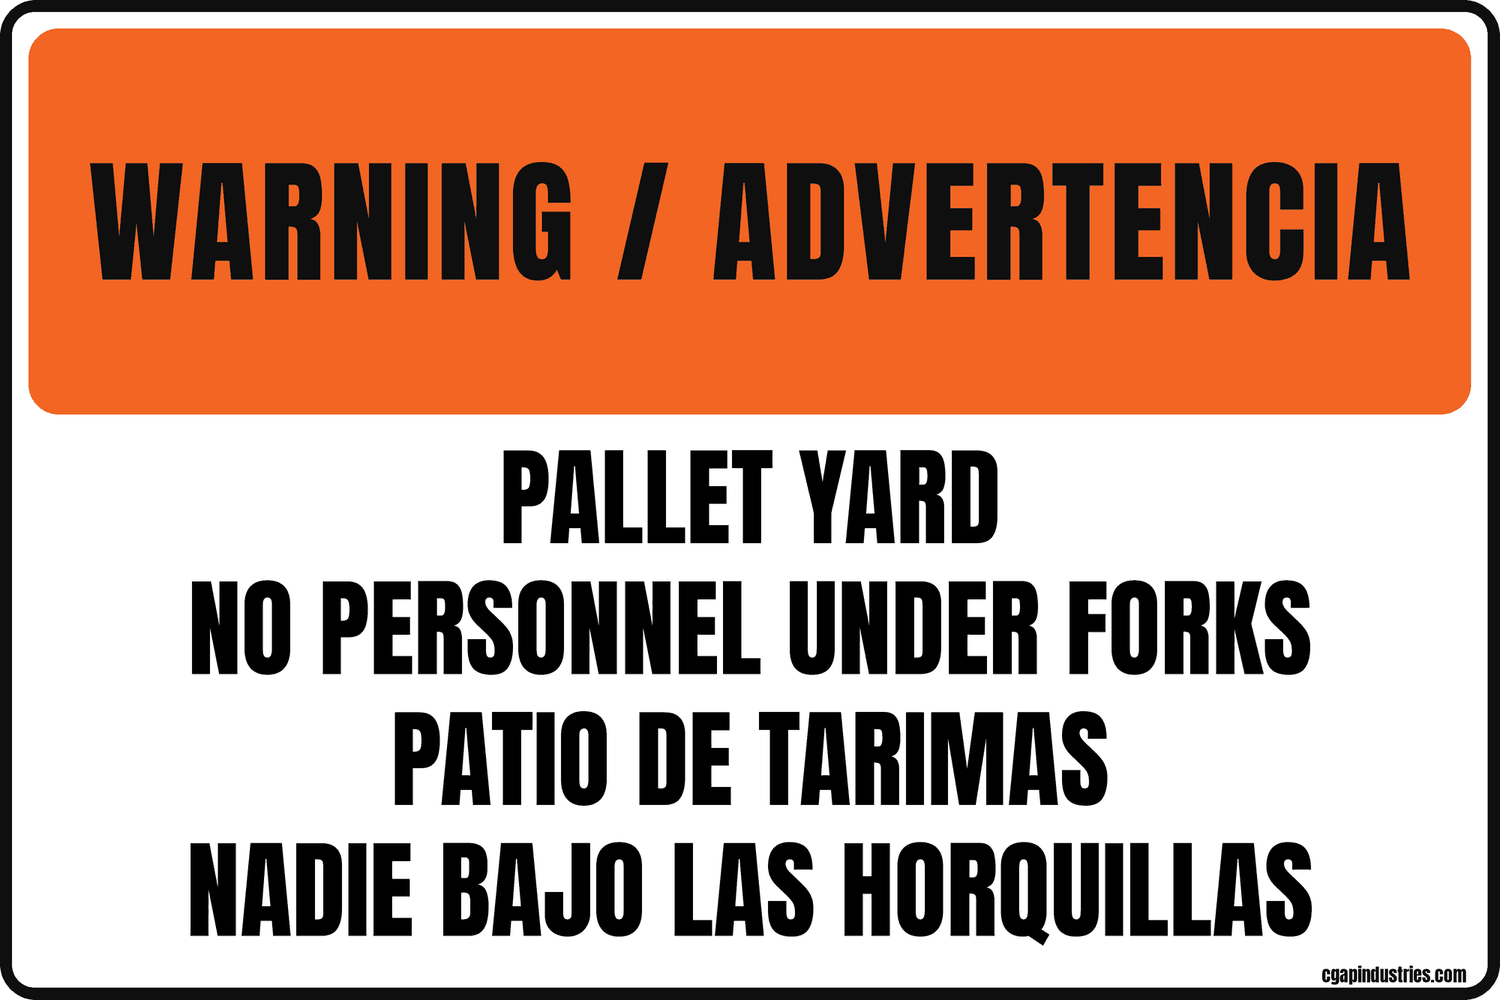 WARNING / ADVERTENCIA
PALLET YARD
NO PERSONNEL UNDER FORKS
PATIO DE TARIMAS
NADIE BAJO LAS HORQUILLAS
cgapindustries.com